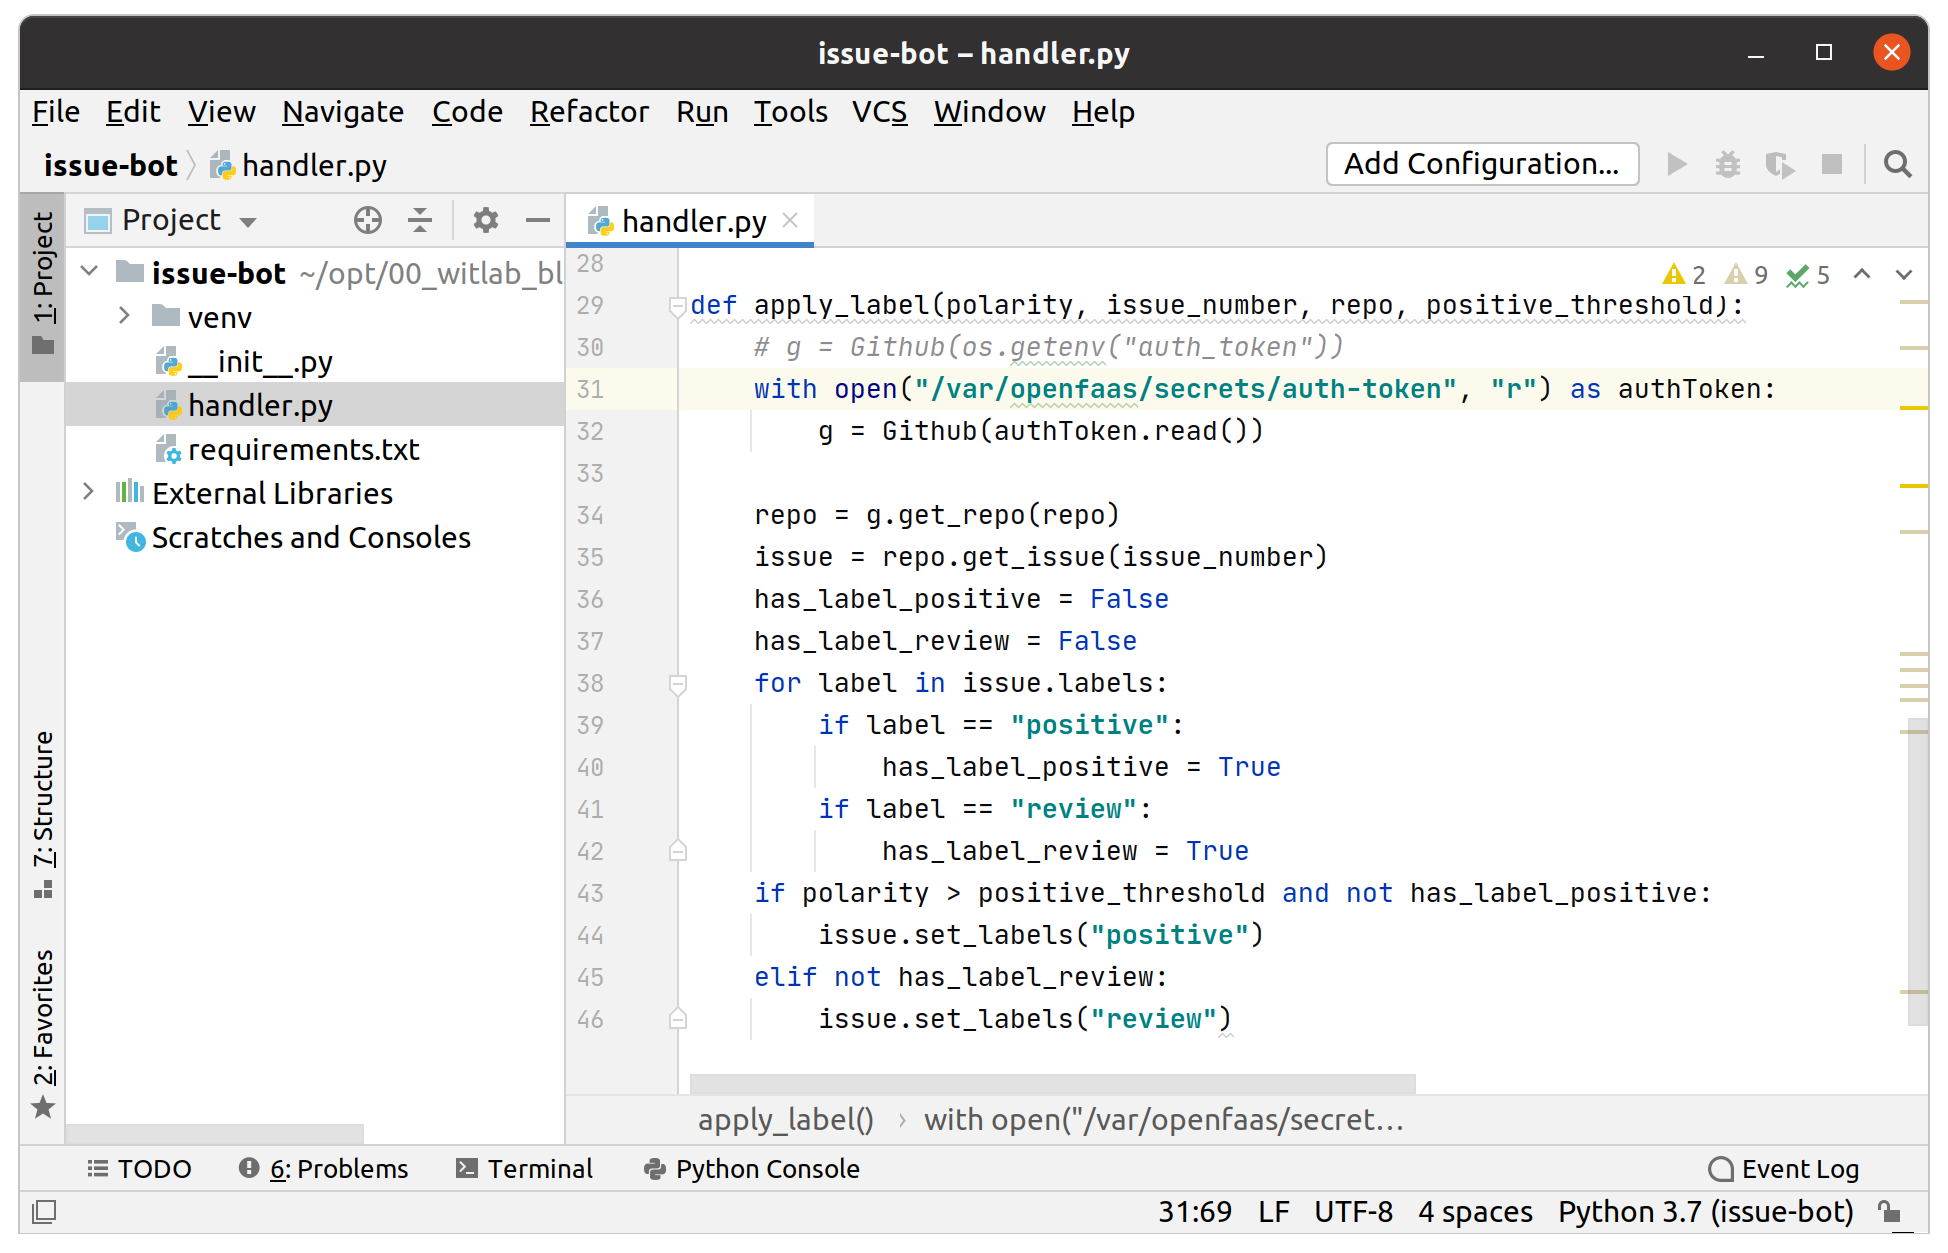 issue-bot – handler.py
File Edit View Navigate Code Refactor Run Tools VCS Window Help
issue-bot handler.py Add Configuration...
1: Project
7: Structure
2: Favorites
Project
issue-bot ~/opt/00_witlab_bl
venv
__init__.py
handler.py
requirements.txt
External Libraries
Scratches and Consoles
handler.py
2 9 5
28
29 def apply_label(polarity, issue_number, repo, positive_threshold):
30     # g = Github(os.getenv("auth_token"))
31     with open("/var/openfaas/secrets/auth-token", "r") as authToken:
32         g = Github(authToken.read())
33
34     repo = g.get_repo(repo)
35     issue = repo.get_issue(issue_number)
36     has_label_positive = False
37     has_label_review = False
38     for label in issue.labels:
39         if label == "positive":
40             has_label_positive = True
41         if label == "review":
42             has_label_review = True
43     if polarity > positive_threshold and not has_label_positive:
44         issue.set_labels("positive")
45     elif not has_label_review:
46         issue.set_labels("review")
apply_label() › with open("/var/openfaas/secret...
TODO 6: Problems Terminal Python Console Event Log
31:69 LF UTF-8 4 spaces Python 3.7 (issue-bot)